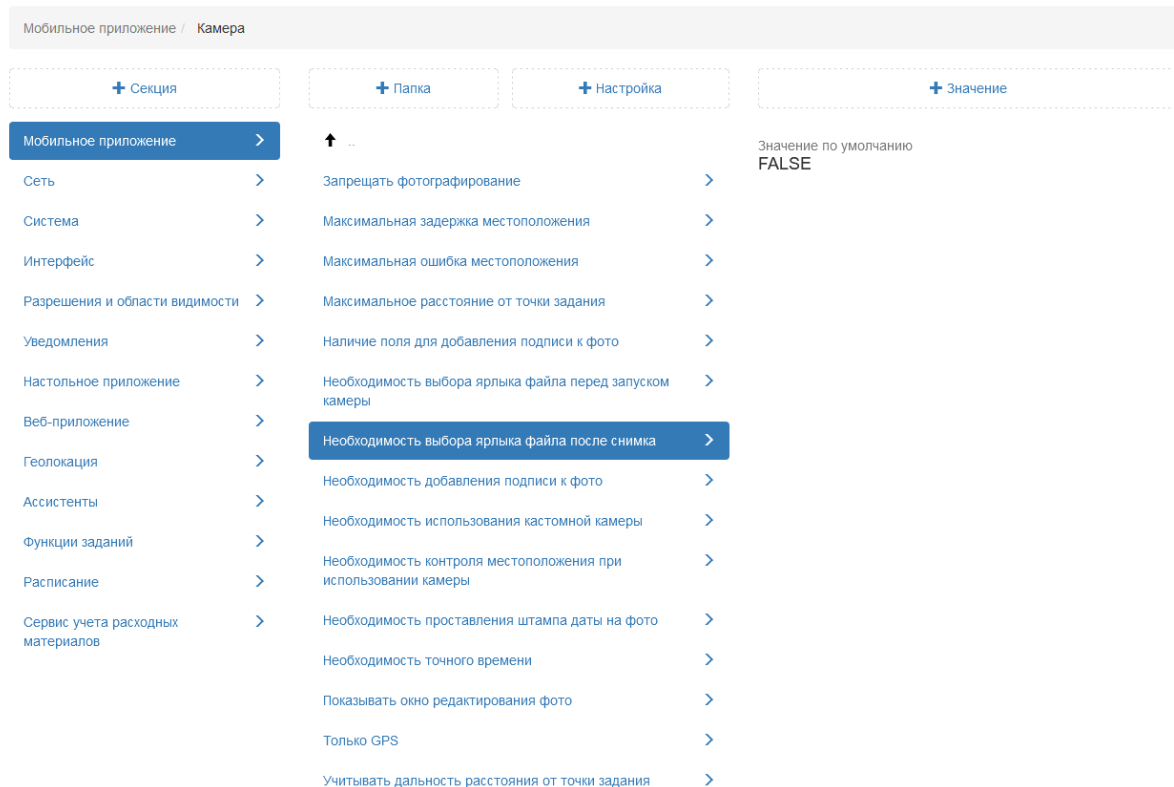 Мобильное приложение / Камера
+ Секция
+ Папка
+ Настройка
+ Значение
Мобильное приложение
Сеть
Система
Интерфейс
Разрешения и области видимости
Уведомления
Настольное приложение
Веб-приложение
Геолокация
Ассистенты
Функции заданий
Расписание
Сервис учета расходных
материалов
..
Запрещать фотографирование
Максимальная задержка местоположения
Максимальная ошибка местоположения
Максимальное расстояние от точки задания
Наличие поля для добавления подписи к фото
Необходимость выбора ярлыка файла перед запуском
камеры
Необходимость выбора ярлыка файла после снимка
Необходимость добавления подписи к фото
Необходимость использования кастомной камеры
Необходимость контроля местоположения при
использовании камеры
Необходимость проставления штампа даты на фото
Необходимость точного времени
Показывать окно редактирования фото
Только GPS
Учитывать дальность расстояния от точки задания
Значение по умолчанию
FALSE